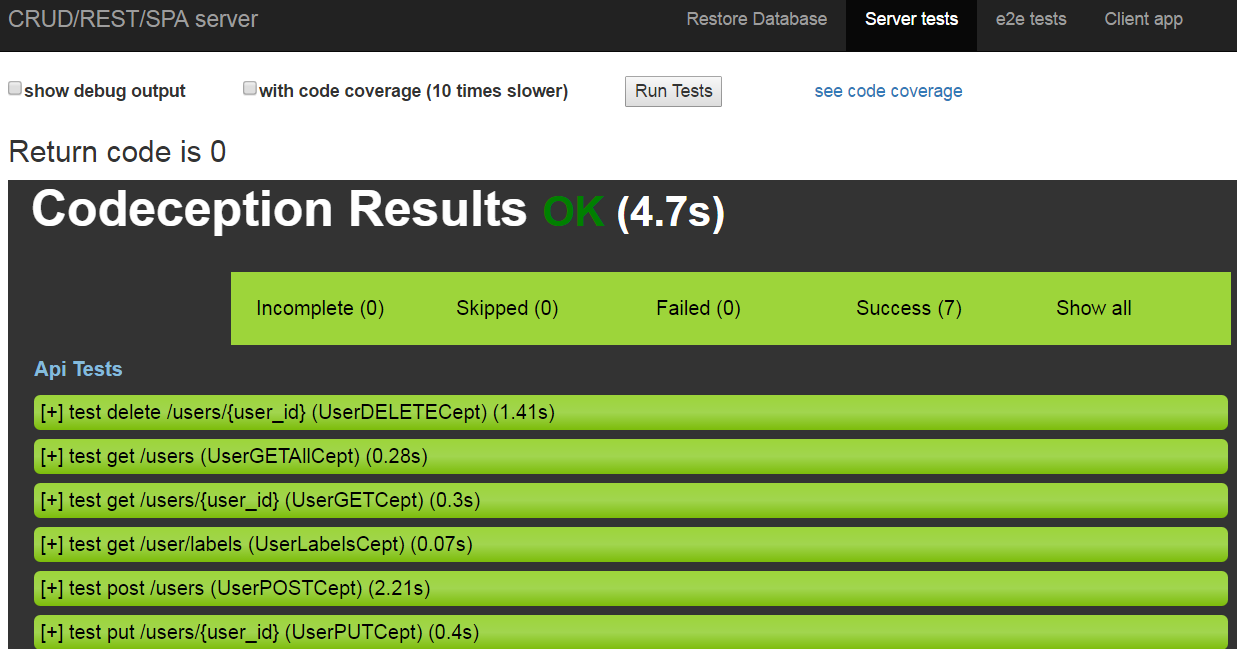 CRUD/REST/SPA server Restore Database Server tests e2e tests Client app
show debug output with code coverage (10 times slower) Run Tests see code coverage
Return code is 0
Codeception Results OK (4.7s)
Incomplete (0) Skipped (0) Failed (0) Success (7) Show all
Api Tests
[+] test delete /users/{user_id} (UserDELETECept) (1.41s)
[+] test get /users (UserGETAllCept) (0.28s)
[+] test get /users/{user_id} (UserGETCept) (0.3s)
[+] test get /user/labels (UserLabelsCept) (0.07s)
[+] test post /users (UserPOSTCept) (2.21s)
[+] test put /users/{user_id} (UserPUTCept) (0.4s)